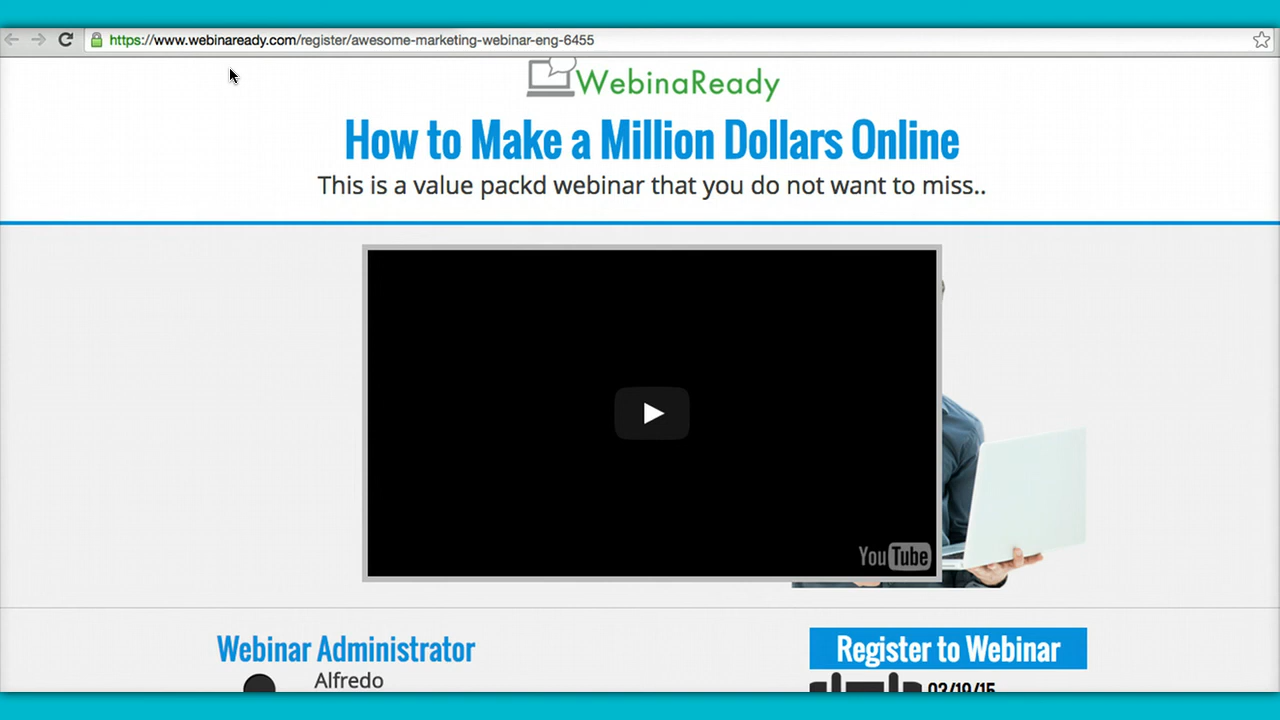 https://www.webinaready.com/register/awesome-marketing-webinar-eng-6455
WebinaReady
How to Make a Million Dollars Online
This is a value packd webinar that you do not want to miss..
YouTube
Webinar Administrator
Alfredo
Register to Webinar
03/19/15